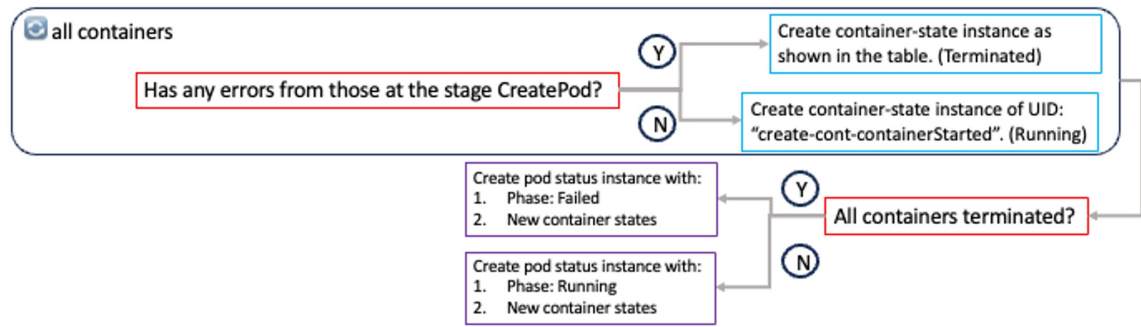 all containers
Has any errors from those at the stage CreatePod?
Y
N
Create container-state instance as
shown in the table. (Terminated)
Create container-state instance of UID:
“create-cont-containerStarted”. (Running)
All containers terminated?
Y
N
Create pod status instance with:
1. Phase: Failed
2. New container states
Create pod status instance with:
1. Phase: Running
2. New container states